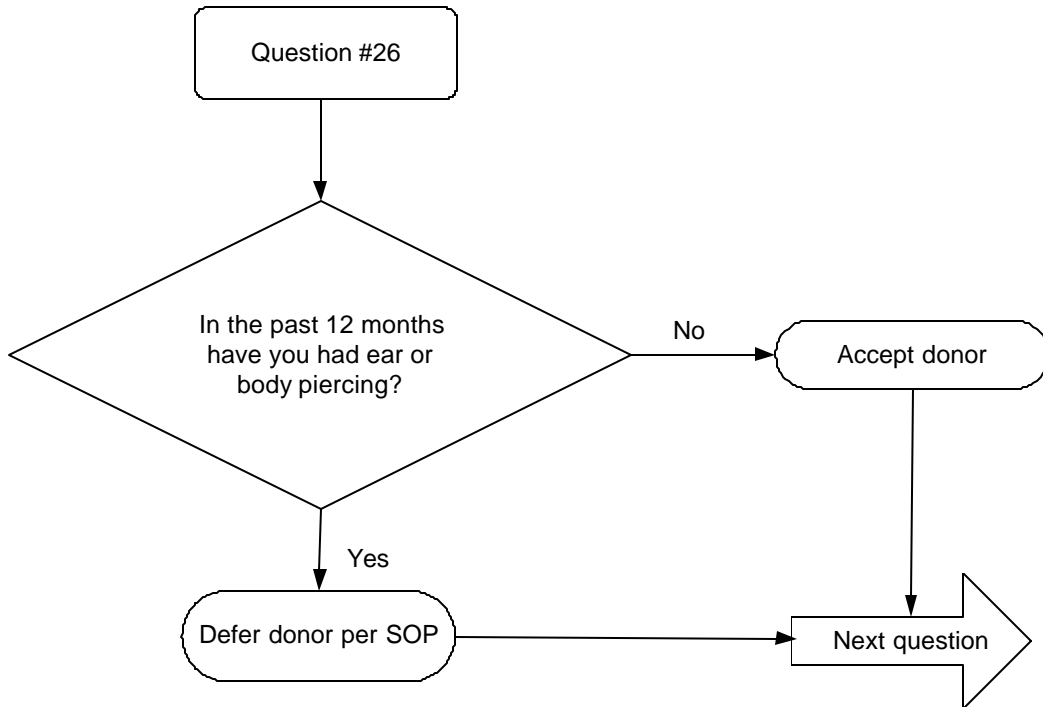 Question #26
In the past 12 months
have you had ear or
body piercing?
No
Accept donor
Yes
Defer donor per SOP
Next question